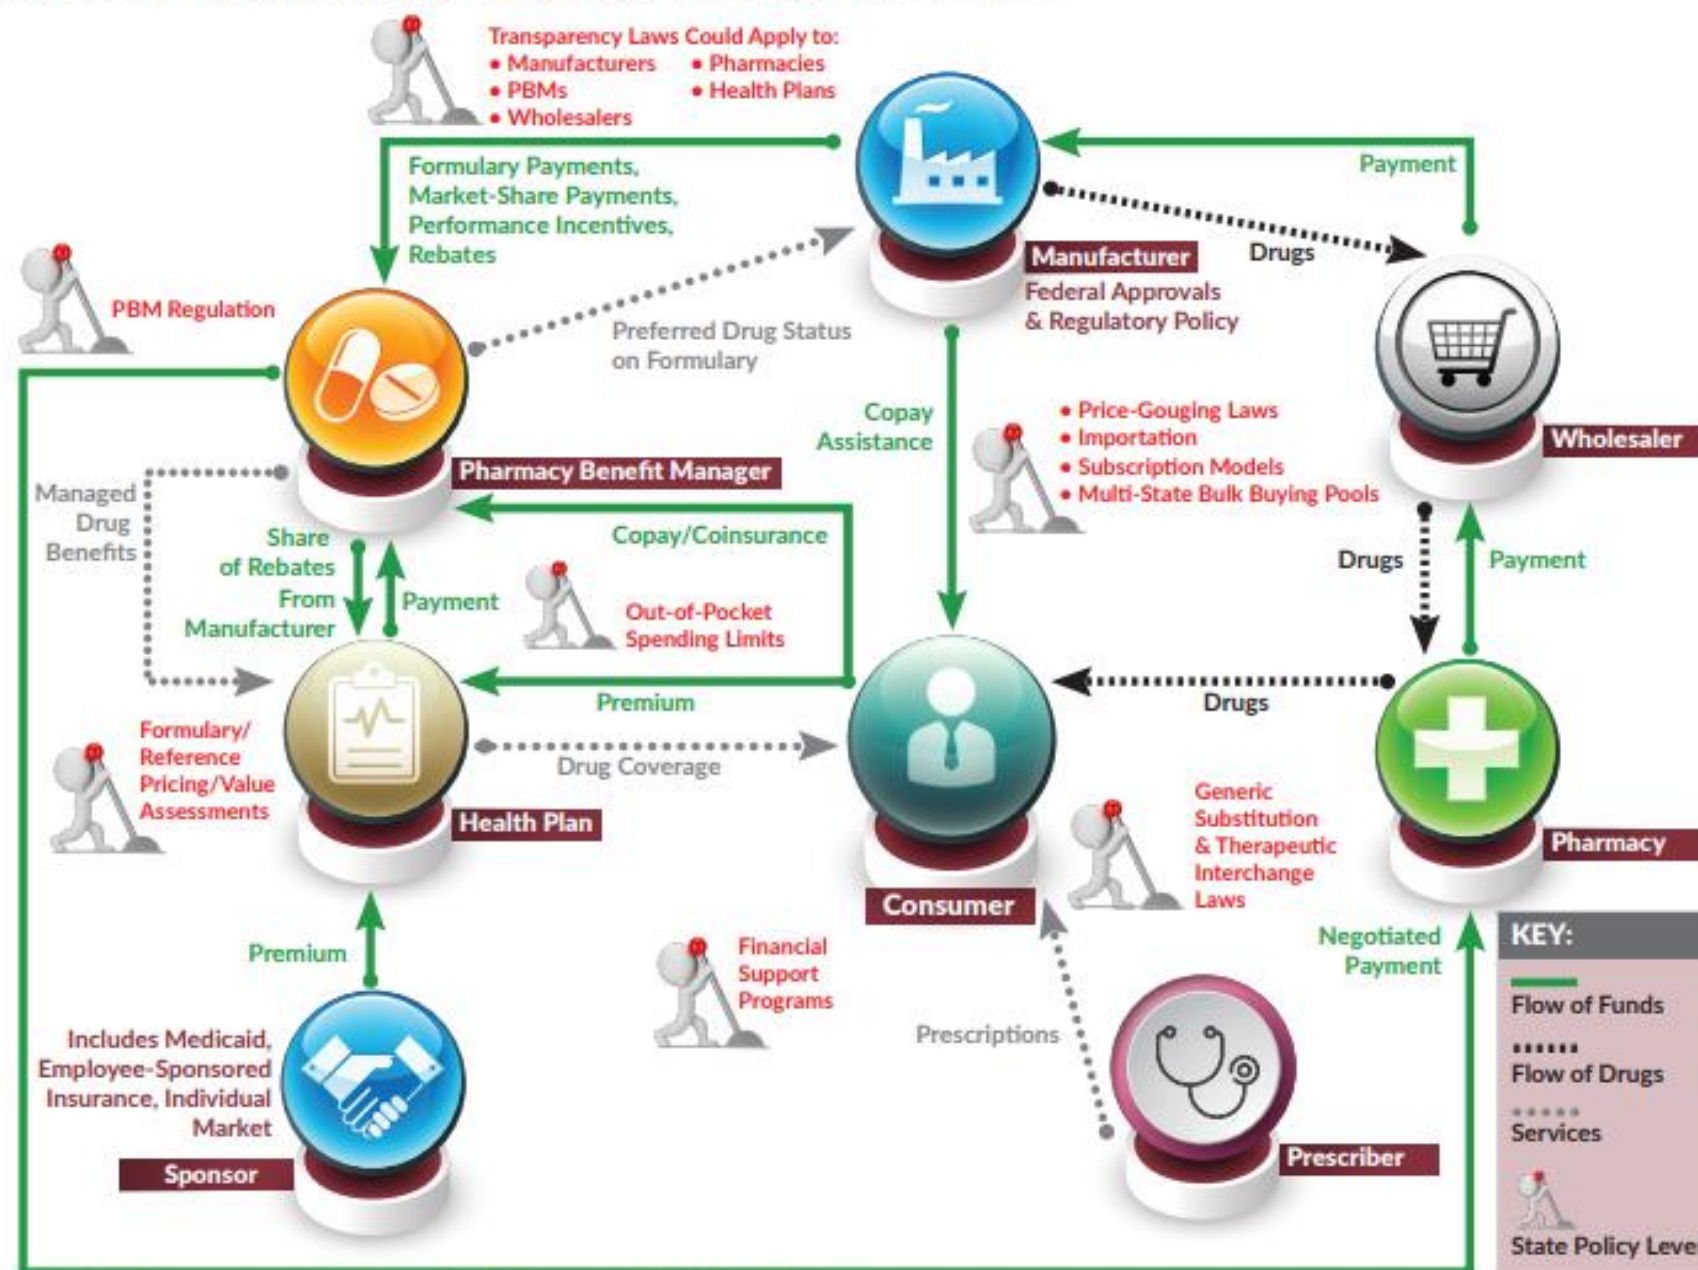 Transparency Laws Could Apply to:
• Manufacturers
• Pharmacies
• PBMs
• Health Plans
• Wholesalers
Formulary Payments,
Market-Share Payments,
Performance Incentives,
Rebates
Payment
Drugs
Manufacturer
Federal Approvals
& Regulatory Policy
PBM Regulation
Preferred Drug Status
on Formulary
Copay
Assistance
• Price-Gouging Laws
• Importation
• Subscription Models
• Multi-State Bulk Buying Pools
Wholesaler
Pharmacy Benefit Manager
Managed
Drug
Benefits
Share
of Rebates
From
Manufacturer
Payment
Copay/Coinsurance
Out-of-Pocket
Spending Limits
Drugs
Payment
Premium
Drugs
Formulary/
Reference
Pricing/Value
Assessments
Drug Coverage
Health Plan
Generic
Substitution
& Therapeutic
Interchange
Laws
Pharmacy
Consumer
Premium
Financial
Support
Programs
Negotiated
Payment
Prescriptions
Includes Medicaid,
Employee-Sponsored
Insurance, Individual
Market
Sponsor
Prescriber
KEY:
Flow of Funds
Flow of Drugs
Services
State Policy Leve